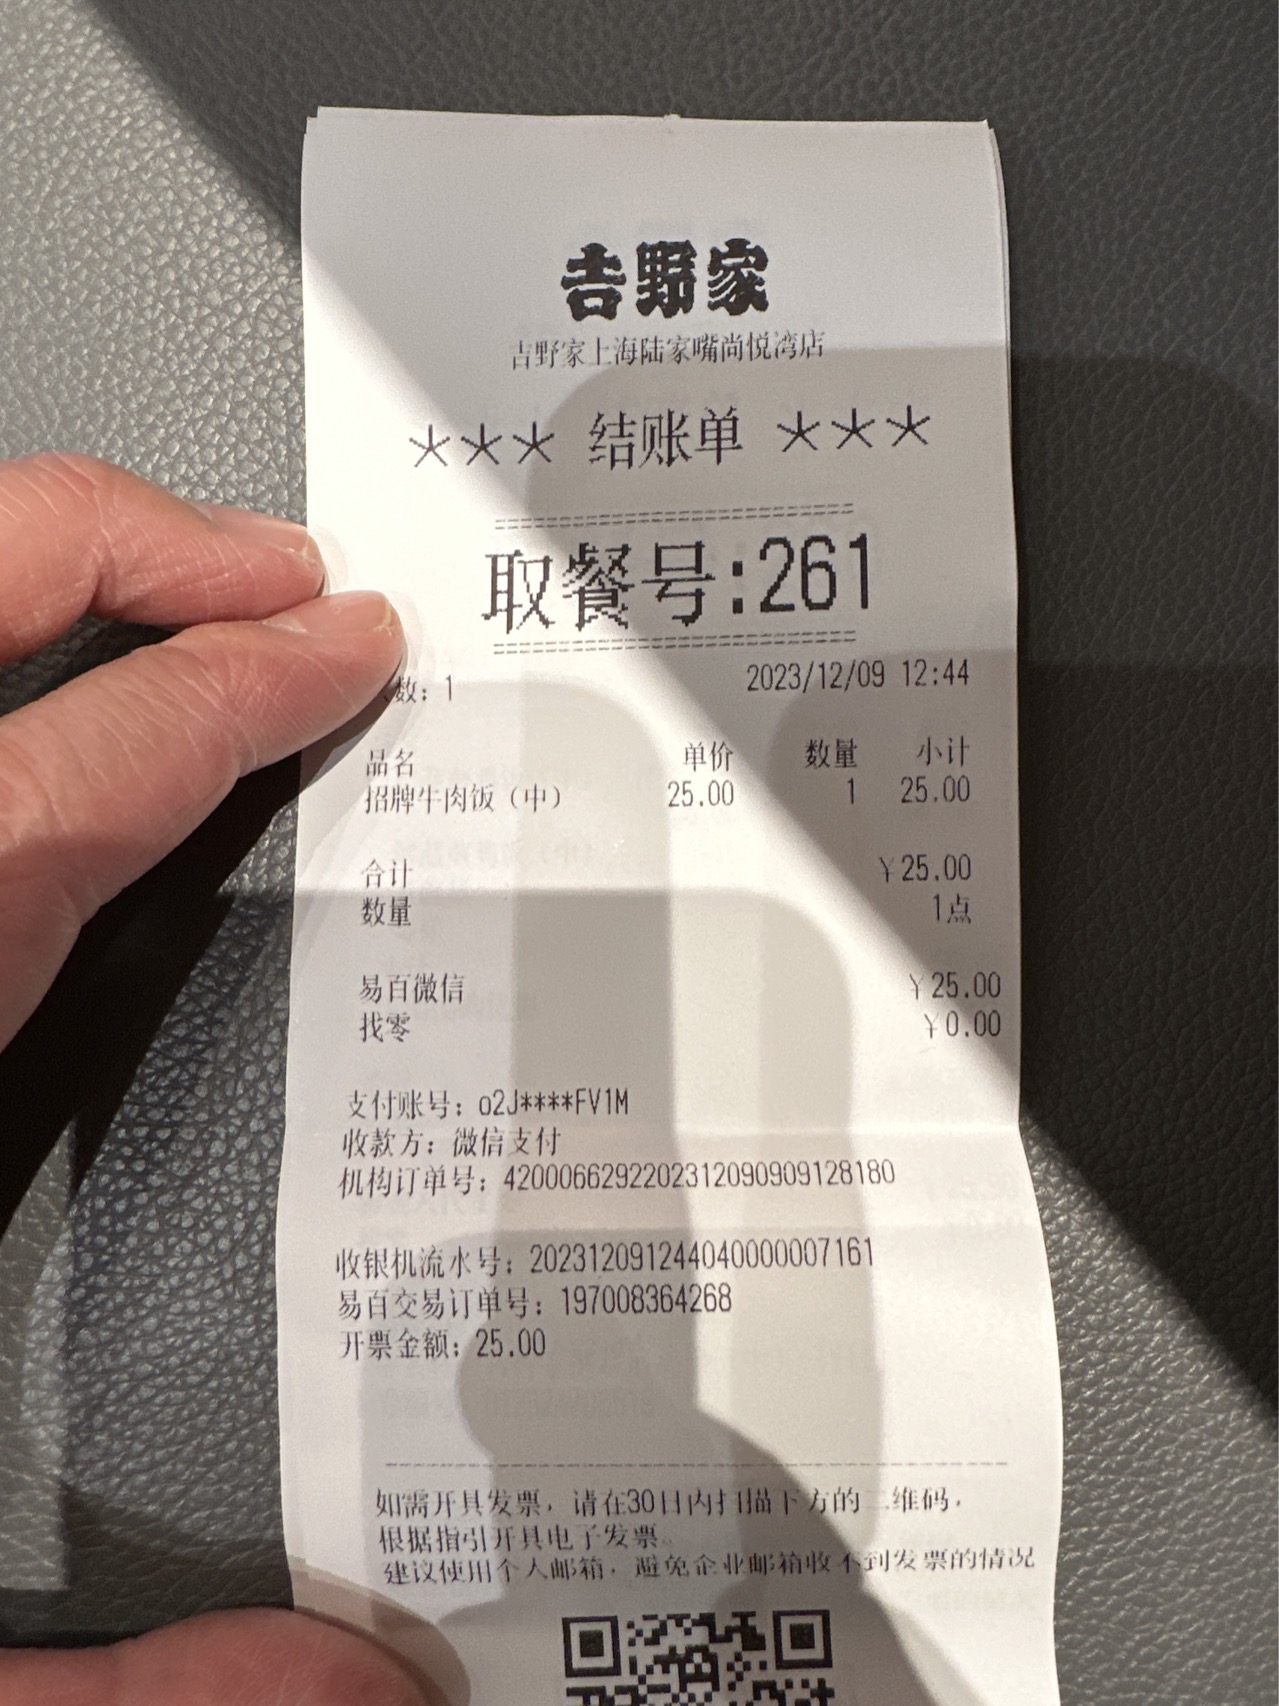 吉野家
吉野家上海陆家嘴尚悦湾店
*** 结账单 ***
取餐号:261
数: 1 2023/12/09 12:44
品名 单价 数量 小计
招牌牛肉饭（中） 25.00 1 25.00
合计 ¥25.00
数量 1点
易百微信 ¥25.00
找零 ¥0.00
支付账号: o2J****FV1M
收款方: 微信支付
机构订单号: 4200066292202312090909128180
收银机流水号: 202312091244040000007161
易百交易订单号: 197008364268
开票金额: 25.00
如需开具发票，请在30日内扫描下方的二维码，
根据指引开具电子发票。
建议使用个人邮箱，避免企业邮箱收不到发票的情况